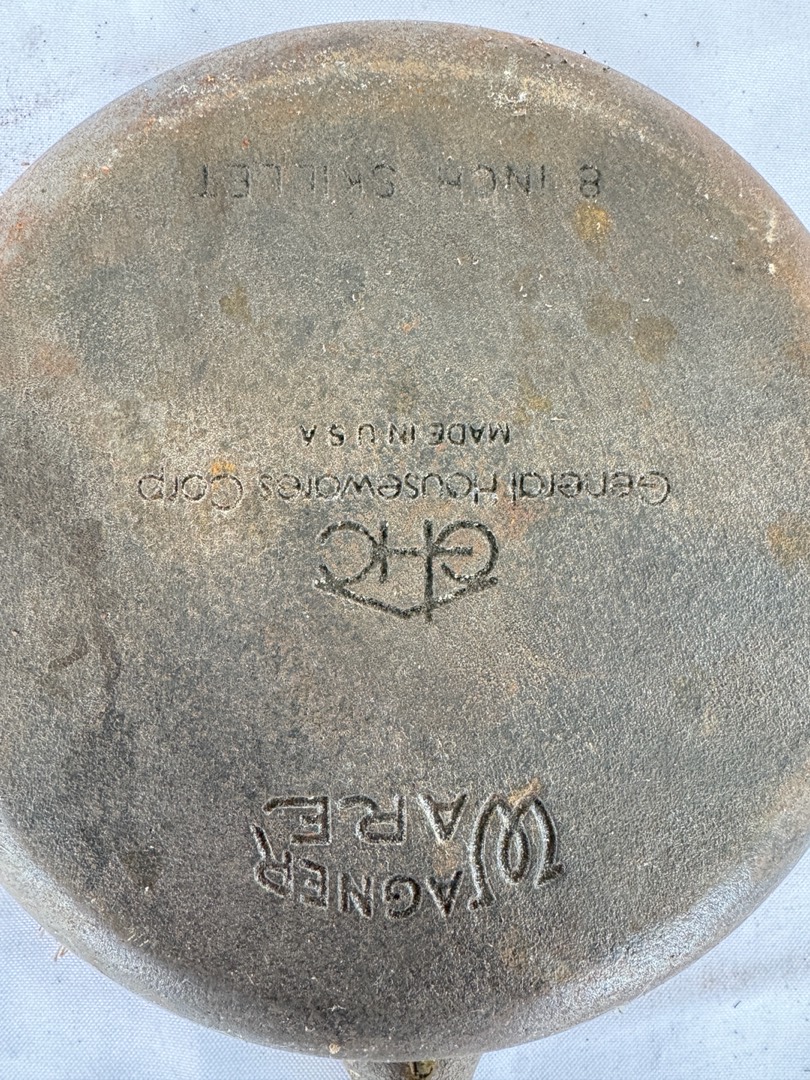 WAGNER
WARE
GHC
General Housewares Corp
MADE IN U S A
8 INCH SKILLET